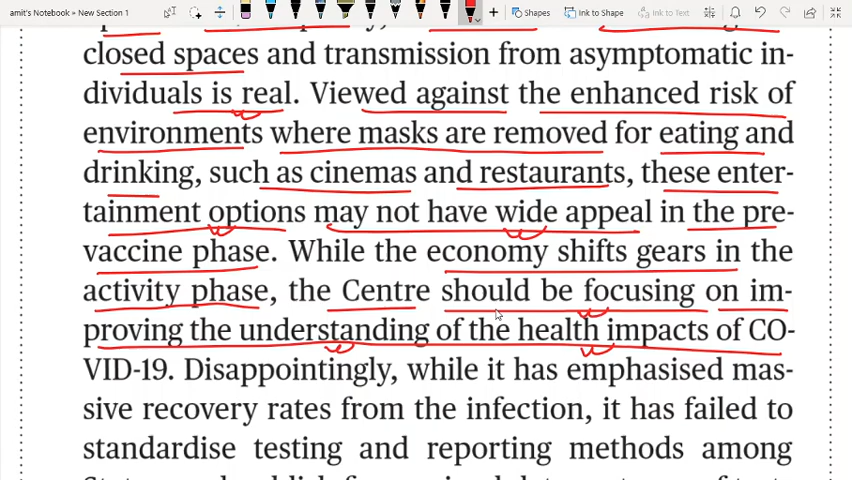 amit's Notebook » New Section 1
Shapes
Ink to Shape
Ink to Text
closed spaces and transmission from asymptomatic in-
dividuals is real. Viewed against the enhanced risk of
environments where masks are removed for eating and
drinking, such as cinemas and restaurants, these enter-
tainment options may not have wide appeal in the pre-
vaccine phase. While the economy shifts gears in the
activity phase, the Centre should be focusing on im-
proving the understanding of the health impacts of CO-
VID-19. Disappointingly, while it has emphasised mas-
sive recovery rates from the infection, it has failed to
standardise testing and reporting methods among